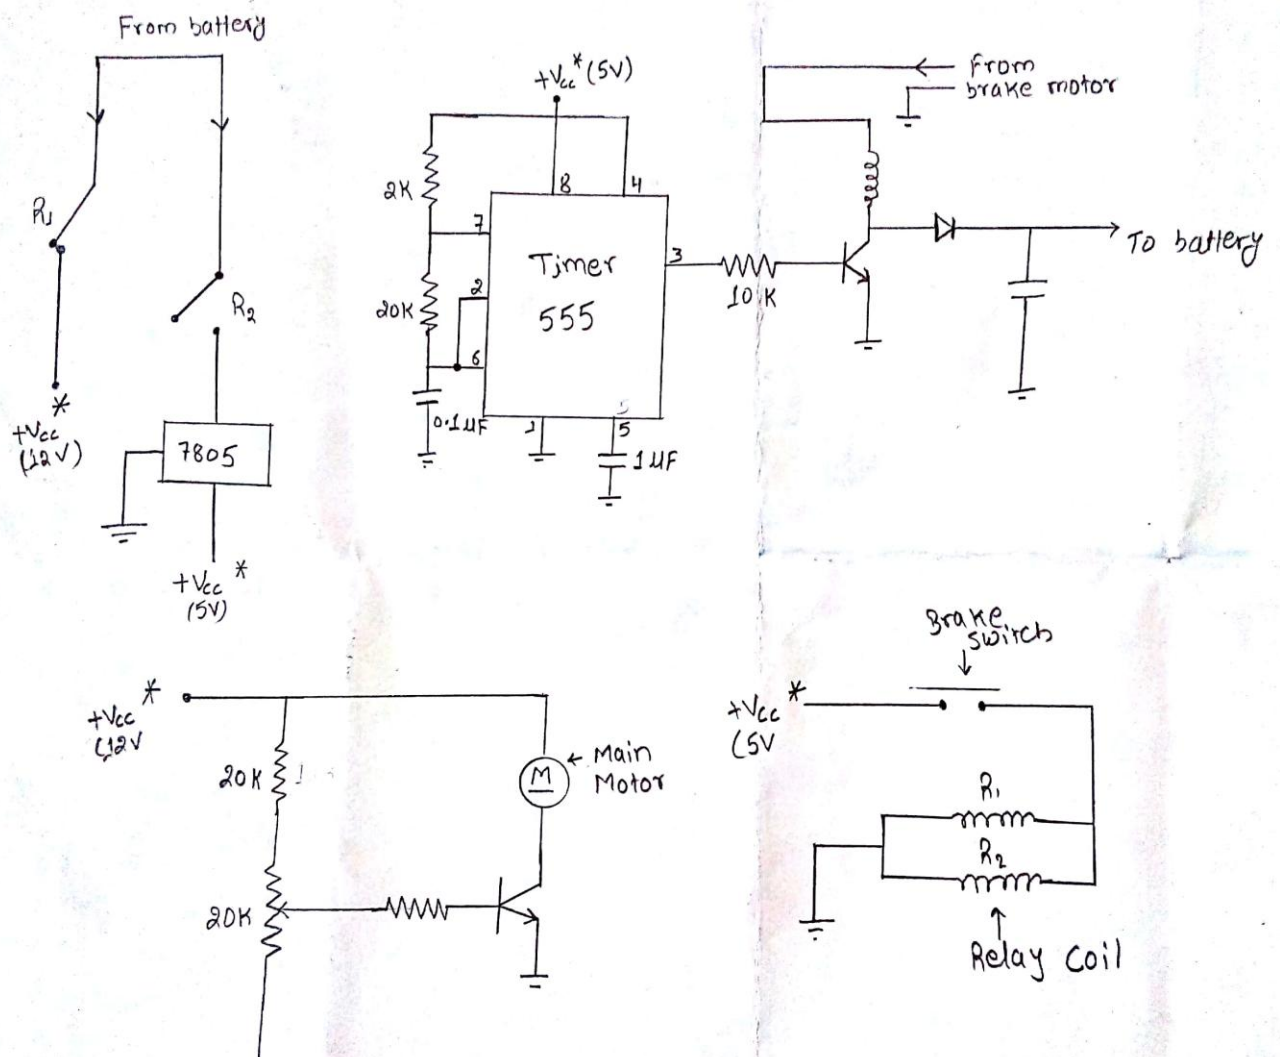 From battery
R1
R2
+Vcc *
(12V)
7805
+Vcc *
(5V)
+Vcc * (5V)
2K
20K
0.1µF
8
4
7
2
6
3
1
5
Timer
555
1µF
10K
From
brake motor
To battery
+Vcc *
(12V
20K
20K
M
Main
Motor
Brake
switch
+Vcc *
(5V
R1
R2
Relay Coil